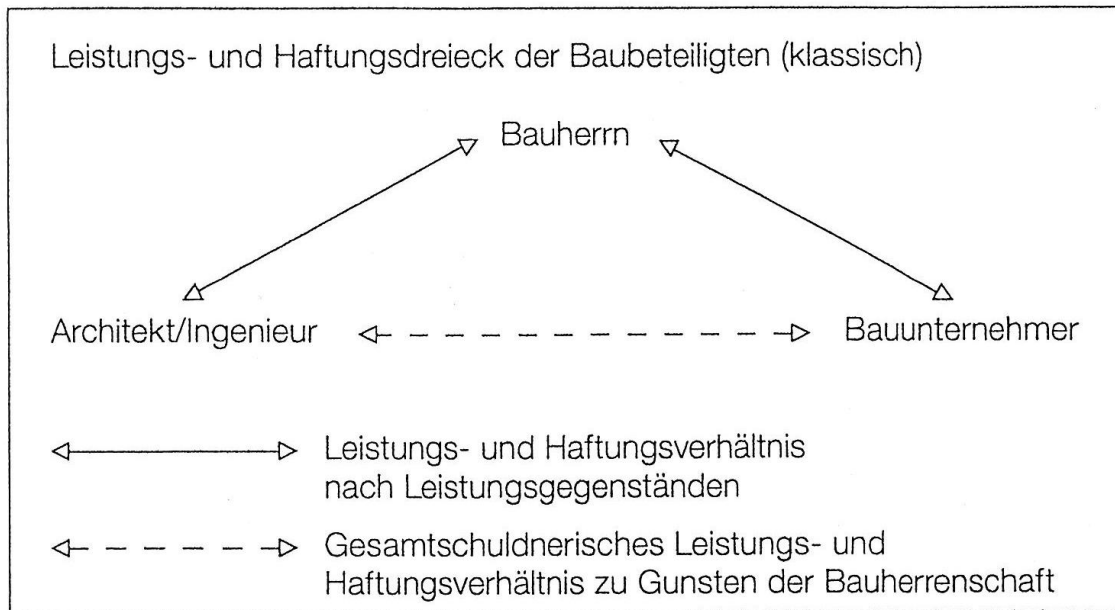 Leistungs- und Haftungsdreieck der Baubeteiligten (klassisch)
Bauherrn
Architekt/Ingenieur
Bauunternehmer
Leistungs- und Haftungsverhältnis
nach Leistungsgegenständen
Gesamtschuldnerisches Leistungs- und
Haftungsverhältnis zu Gunsten der Bauherrenschaft